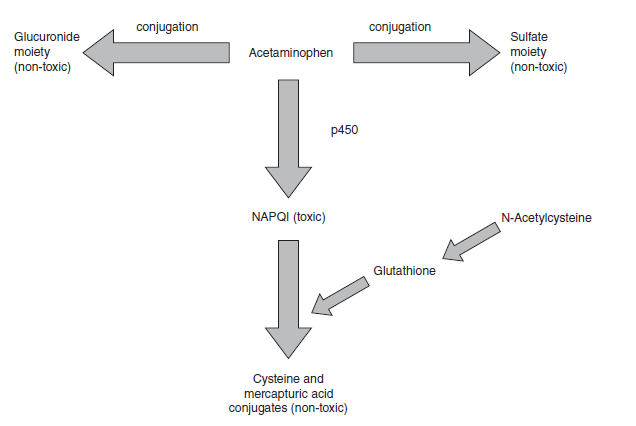 conjugation
conjugation
Glucuronide
moiety
(non-toxic)
Acetaminophen
Sulfate
moiety
(non-toxic)
p450
NAPQI (toxic)
N-Acetylcysteine
Glutathione
Cysteine and
mercapturic acid
conjugates (non-toxic)